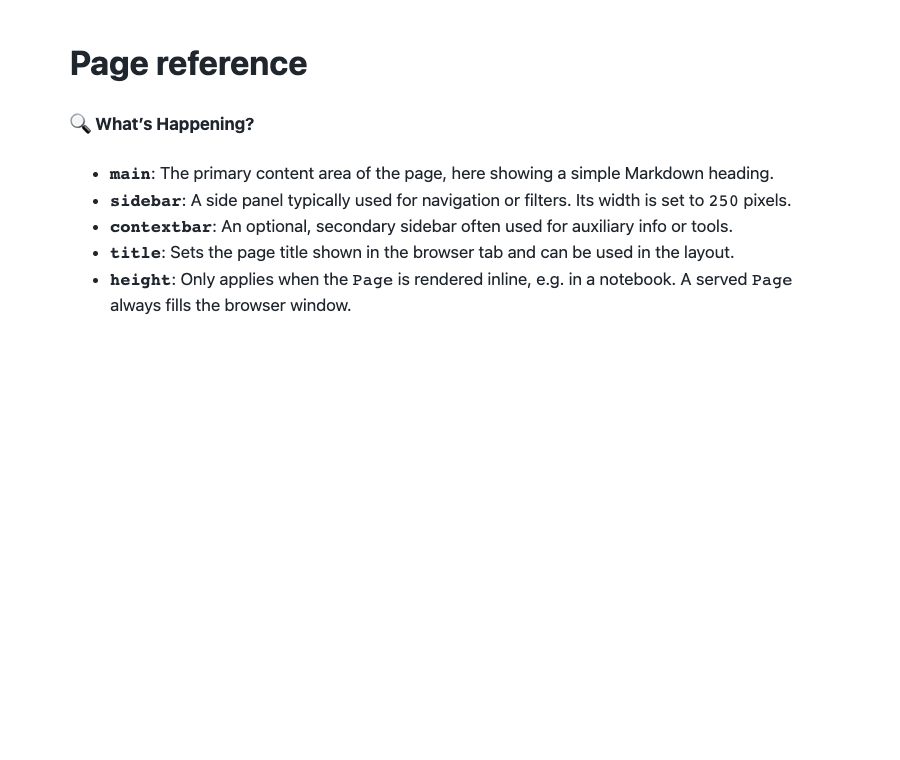 Page reference
🔍 What’s Happening?
• main: The primary content area of the page, here showing a simple Markdown heading.
• sidebar: A side panel typically used for navigation or filters. Its width is set to 250 pixels.
• contextbar: An optional, secondary sidebar often used for auxiliary info or tools.
• title: Sets the page title shown in the browser tab and can be used in the layout.
• height: Only applies when the Page is rendered inline, e.g. in a notebook. A served Page
always fills the browser window.